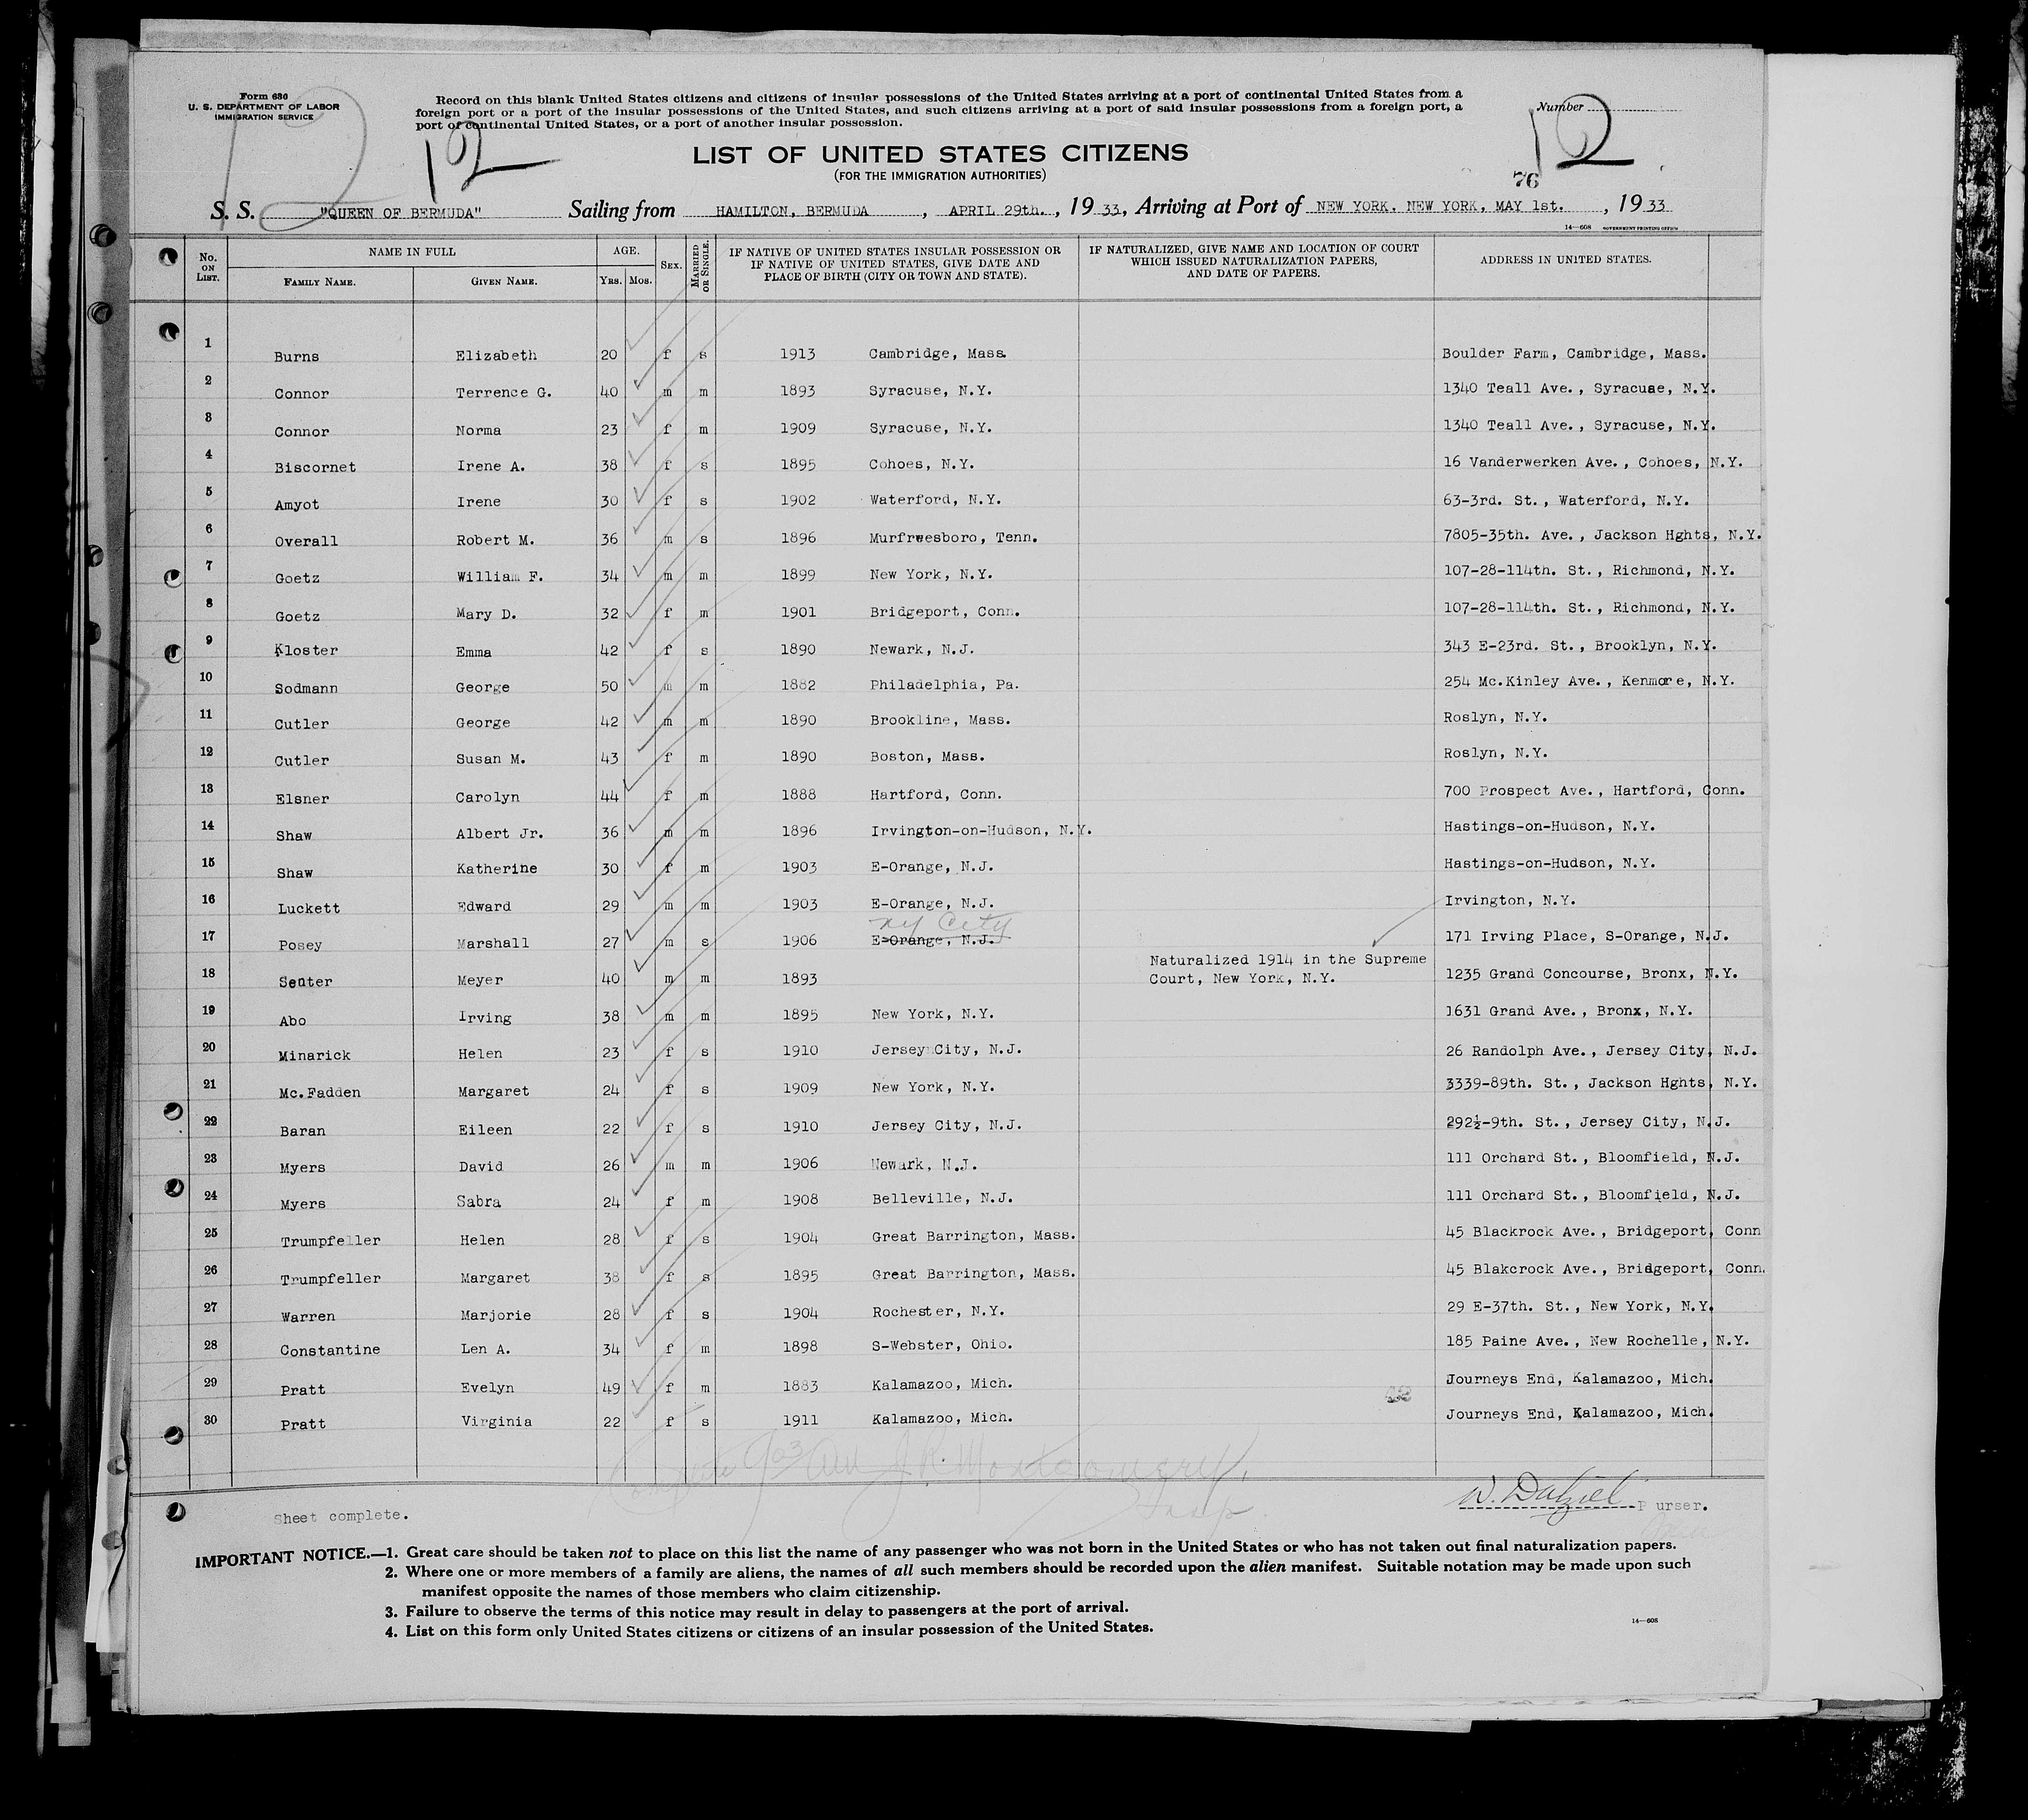 Form 630
U. S. DEPARTMENT OF LABOR
IMMIGRATION SERVICE
Record on this blank United States citizens and citizens of insular possessions of the United States arriving at a port of continental United States from a
foreign port or a port of the insular possessions of the United States, and such citizens arriving at a port of said insular possessions from a foreign port, a
port of continental United States, or a port of another insular possession.
Number
12 12 12
LIST OF UNITED STATES CITIZENS
(FOR THE IMMIGRATION AUTHORITIES)
76
S. S. "QUEEN OF BERMUDA" Sailing from HAMILTON, BERMUDA, APRIL 29th., 1933, Arriving at Port of NEW YORK. NEW YORK, MAY 1st., 1933
14—608 GOVERNMENT PRINTING OFFICE
No. ON LIST. NAME IN FULL FAMILY NAME. GIVEN NAME. AGE. YRS. MOS. SEX. MARRIED OR SINGLE. IF NATIVE OF UNITED STATES INSULAR POSSESSION OR IF NATIVE OF UNITED STATES, GIVE DATE AND PLACE OF BIRTH (CITY OR TOWN AND STATE). IF NATURALIZED, GIVE NAME AND LOCATION OF COURT WHICH ISSUED NATURALIZATION PAPERS, AND DATE OF PAPERS. ADDRESS IN UNITED STATES.
1 Burns Elizabeth 20 f s 1913 Cambridge, Mass. Boulder Farm, Cambridge, Mass.
2 Connor Terrence G. 40 m m 1893 Syracuse, N.Y. 1340 Teall Ave., Syracuae, N.Y.
3 Connor Norma 23 f m 1909 Syracuse, N.Y. 1340 Teall Ave., Syracuse, N.Y.
4 Biscornet Irene A. 38 f s 1895 Cohoes, N.Y. 16 Vanderwerken Ave., Cohoes, N.Y.
5 Amyot Irene 30 f s 1902 Waterford, N.Y. 63-3rd. St., Waterford, N.Y.
6 Overall Robert M. 36 m s 1896 Murfrwesboro, Tenn. 7805-35th. Ave., Jackson Hghts, N.Y.
7 Goetz William F. 34 m m 1899 New York, N.Y. 107-28-114th. St., Richmond, N.Y.
8 Goetz Mary D. 32 f m 1901 Bridgeport, Conn. 107-28-114th. St., Richmond, N.Y.
9 Kloster Emma 42 f s 1890 Newark, N.J. 343 E-23rd. St., Brooklyn, N.Y.
10 Sodmann George 50 m m 1882 Philadelphia, Pa. 254 Mc.Kinley Ave., Kenmore, N.Y.
11 Cutler George 42 m m 1890 Brookline, Mass. Roslyn, N.Y.
12 Cutler Susan M. 43 f m 1890 Boston, Mass. Roslyn, N.Y.
13 Elsner Carolyn 44 f m 1888 Hartford, Conn. 700 Prospect Ave., Hartford, Conn.
14 Shaw Albert Jr. 36 m m 1896 Irvington-on-Hudson, N.Y. Hastings-on-Hudson, N.Y.
15 Shaw Katherine 30 f m 1903 E-Orange, N.J. Hastings-on-Hudson, N.Y.
16 Luckett Edward 29 m m 1903 E-Orange, N.J. Irvington, N.Y.
NY City
17 Posey Marshall 27 m s 1906 E-Orange, N.J. 171 Irving Place, S-Orange, N.J.
18 Senter Meyer 40 m m 1893 Naturalized 1914 in the Supreme Court, New York, N.Y. 1235 Grand Concourse, Bronx, N.Y.
19 Abo Irving 38 m m 1895 New York, N.Y. 1631 Grand Ave., Bronx, N.Y.
20 Minarick Helen 23 f s 1910 Jersey City, N.J. 26 Randolph Ave., Jersey City, N.J.
21 Mc.Fadden Margaret 24 f s 1909 New York, N.Y. 3339-89th. St., Jackson Hghts, N.Y.
22 Baran Eileen 22 f s 1910 Jersey City, N.J. 292½-9th. St., Jersey City, N.J.
23 Myers David 26 m m 1906 Newark, N.J. 111 Orchard St., Bloomfield, N.J.
24 Myers Sabra 24 f m 1908 Belleville, N.J. 111 Orchard St., Bloomfield, N.J.
25 Trumpfeller Helen 28 f s 1904 Great Barrington, Mass. 45 Blackrock Ave., Bridgeport, Conn
26 Trumpfeller Margaret 38 f s 1895 Great Barrington, Mass. 45 Blakcrock Ave., Bridgeport, Conn.
27 Warren Marjorie 28 f s 1904 Rochester, N.Y. 29 E-37th. St., New York, N.Y.
28 Constantine Len A. 34 f m 1898 S-Webster, Ohio. 185 Paine Ave., New Rochelle, N.Y.
29 Pratt Evelyn 49 f m 1883 Kalamazoo, Mich. Journeys End, Kalamazoo, Mich.
30 Pratt Virginia 22 f s 1911 Kalamazoo, Mich. Journeys End, Kalamazoo, Mich.
J. R. Montgomery
Insp.
W. Dalziel Purser.
Sheet complete.
IMPORTANT NOTICE.—1. Great care should be taken not to place on this list the name of any passenger who was not born in the United States or who has not taken out final naturalization papers.
2. Where one or more members of a family are aliens, the names of all such members should be recorded upon the alien manifest. Suitable notation may be made upon such
manifest opposite the names of those members who claim citizenship.
3. Failure to observe the terms of this notice may result in delay to passengers at the port of arrival.
4. List on this form only United States citizens or citizens of an insular possession of the United States.
14—608